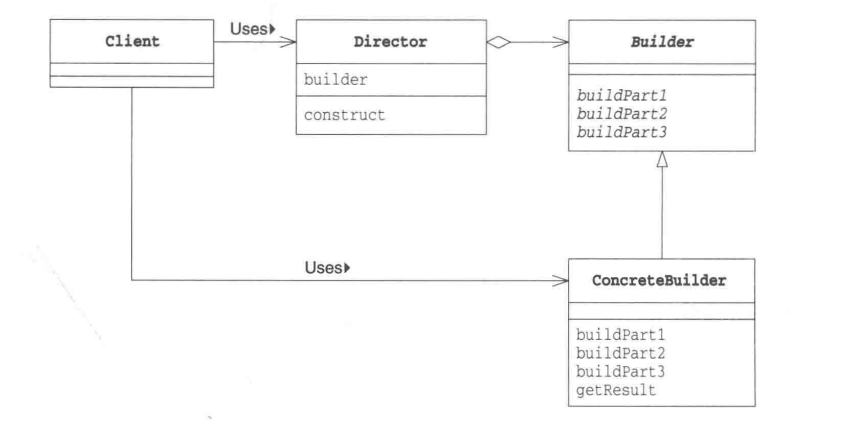 Client
Uses
Director
builder
construct
Builder
buildPart1
buildPart2
buildPart3
Uses
ConcreteBuilder
buildPart1
buildPart2
buildPart3
getResult